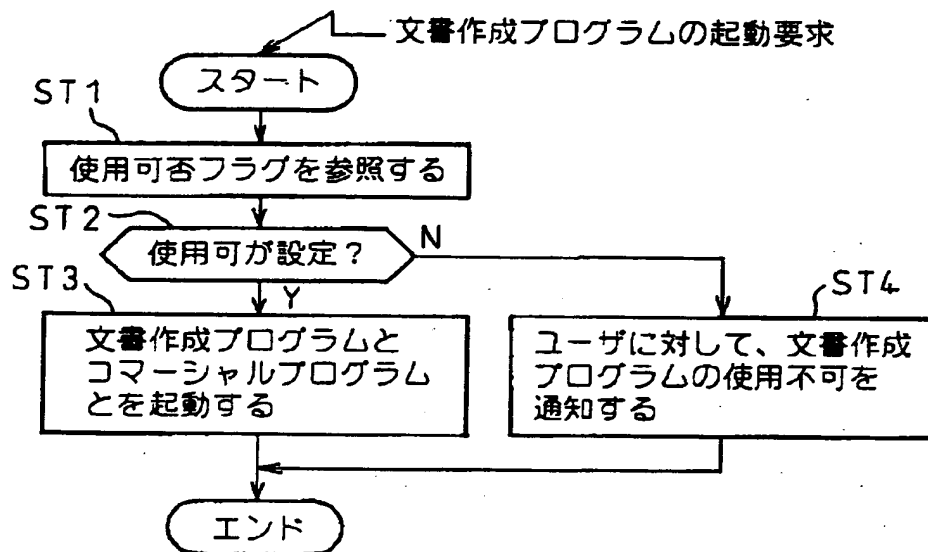 文書作成プログラムの起動要求
スタート
ST1
使用可否フラグを参照する
ST2
使用可が設定?
N
ST3
Y
ST4
文書作成プログラムと
コマーシャルプログラム
とを起動する
ユーザに対して、文書作成
プログラムの使用不可を
通知する
エンド